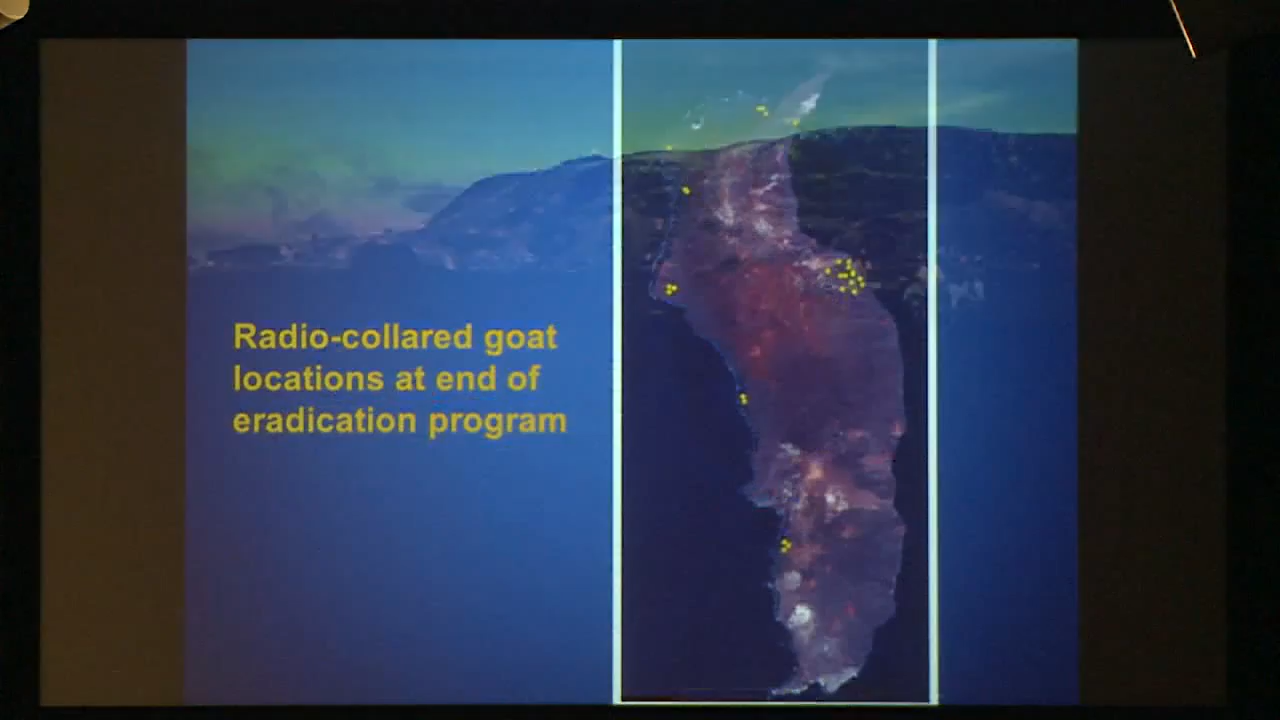 Radio-collared goat
locations at end of
eradication program